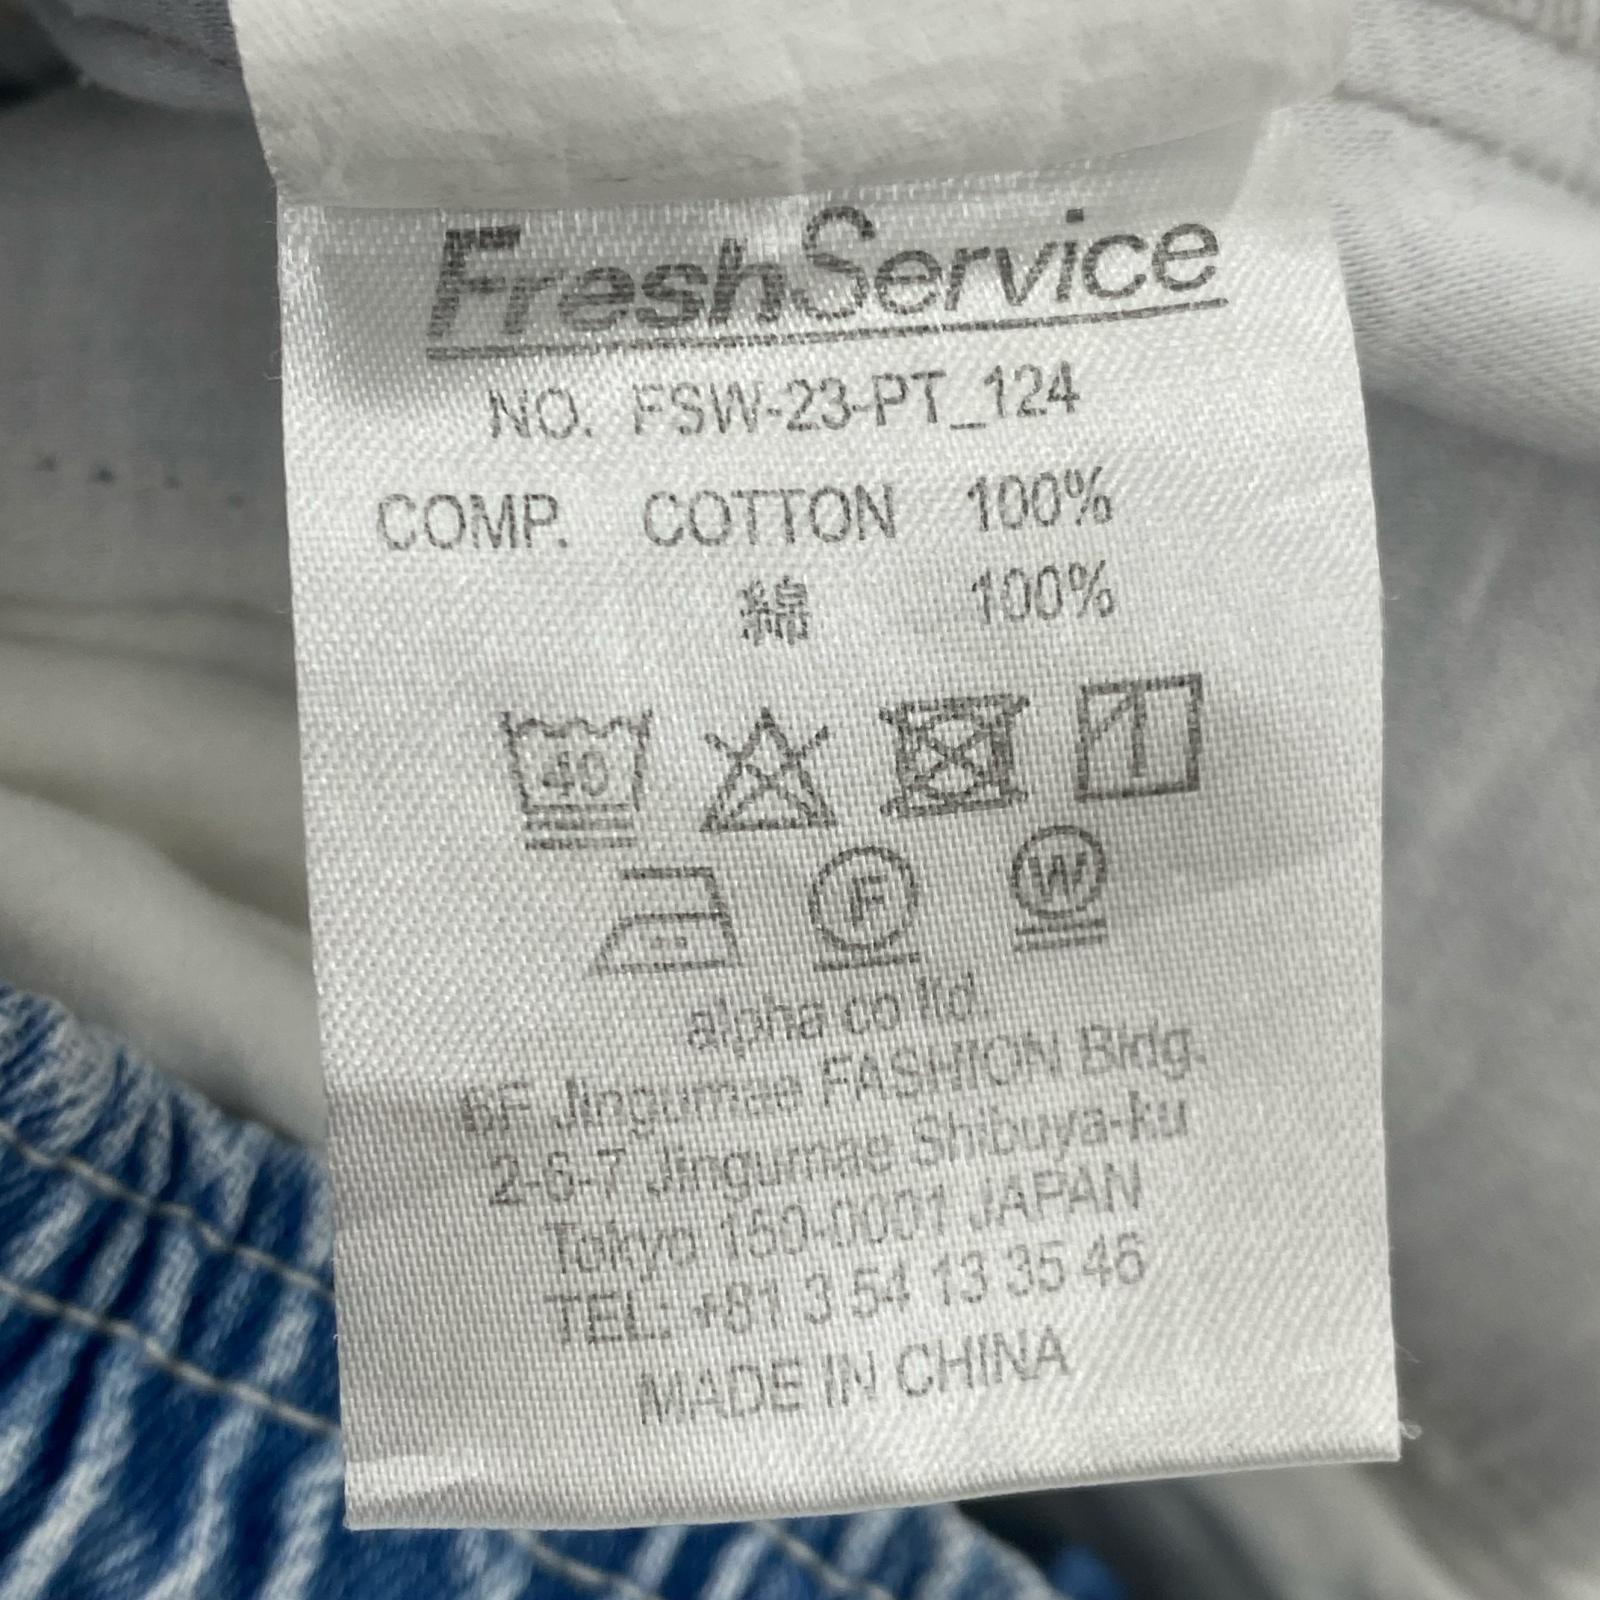 FreshService
NO. FSW-23-PT_124
COMP. COTTON 100%
綿 100%
40
F W
alpha co ltd.
6F Jingumae FASHION Bldg.
2-6-7 Jingumae Shibuya-ku
Tokyo 150-0001 JAPAN
TEL: +81 3 54 13 35 46
MADE IN CHINA